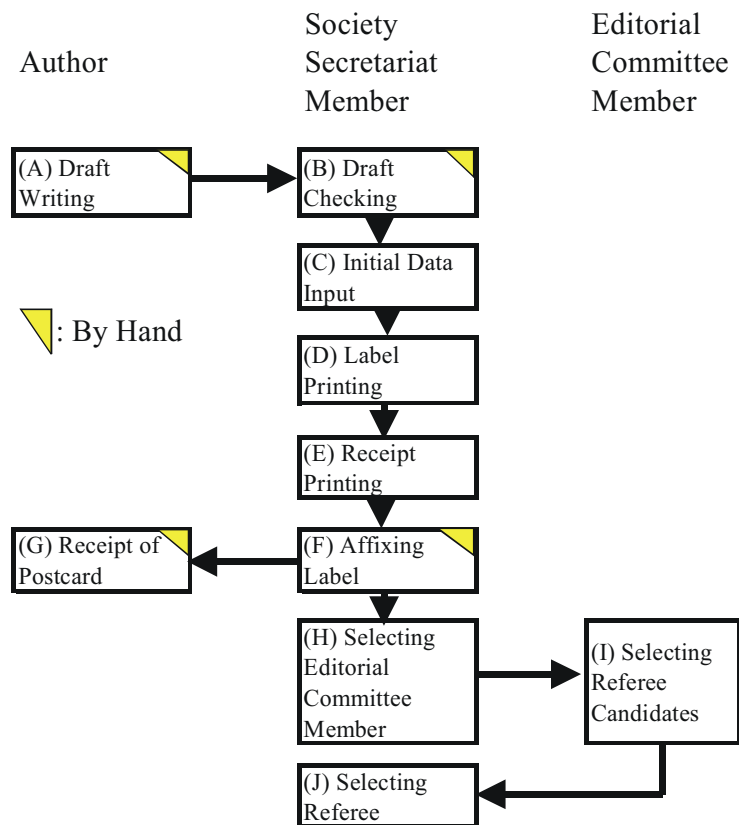 Author
Society
Secretariat
Member
Editorial
Committee
Member
(A) Draft
Writing
(B) Draft
Checking
(C) Initial Data
Input
: By Hand
(D) Label
Printing
(E) Receipt
Printing
(G) Receipt of
Postcard
(F) Affixing
Label
(H) Selecting
Editorial
Committee
Member
(I) Selecting
Referee
Candidates
(J) Selecting
Referee